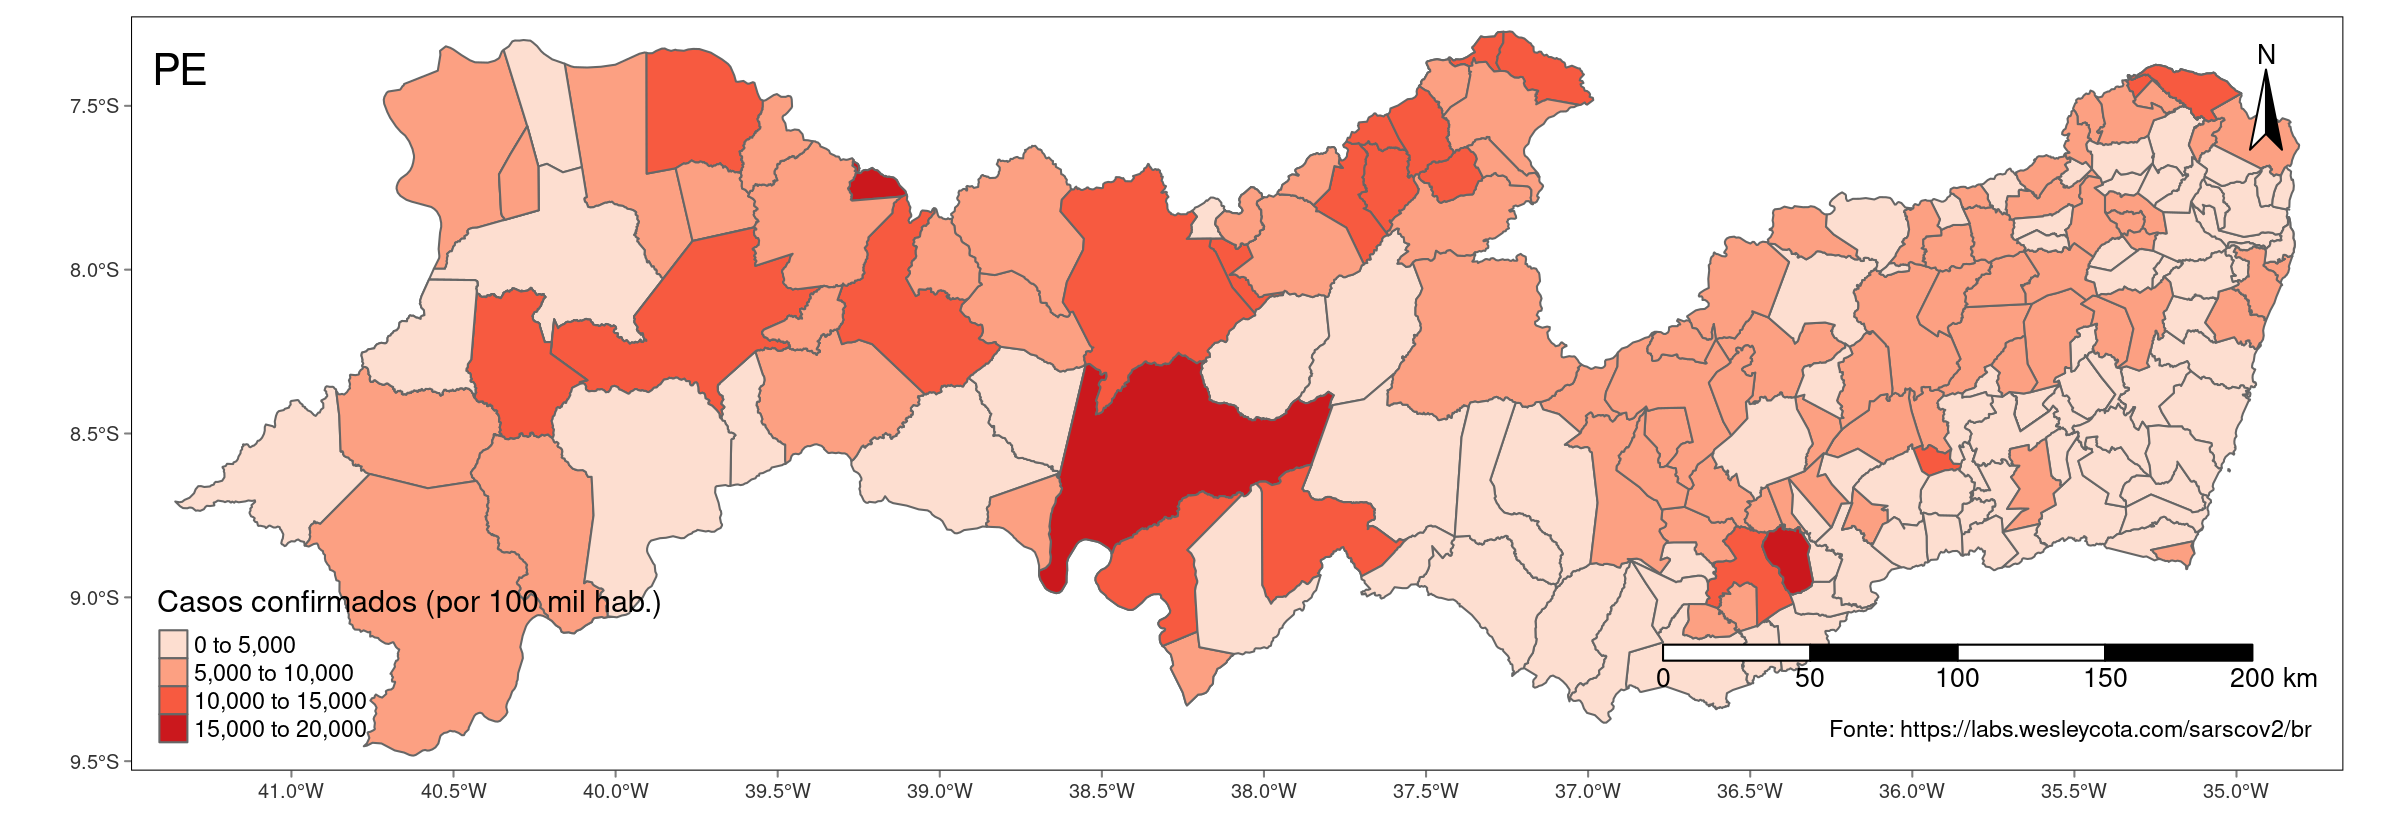 PE
N
7.5°S
8.0°S
8.5°S
9.0°S
9.5°S
Casos confirmados (por 100 mil hab.)
0 to 5,000
5,000 to 10,000
10,000 to 15,000
15,000 to 20,000
0 50 100 150 200 km
Fonte: https://labs.wesleycota.com/sarscov2/br
41.0°W 40.5°W 40.0°W 39.5°W 39.0°W 38.5°W 38.0°W 37.5°W 37.0°W 36.5°W 36.0°W 35.5°W 35.0°W